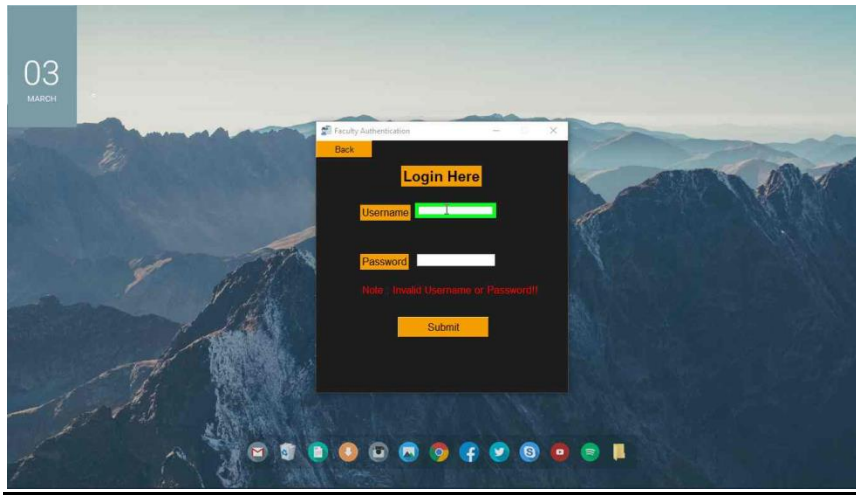 03
MARCH
Faculty Authentication
Back
Login Here
Username
Password
Note : Invalid Username or Password!!
Submit